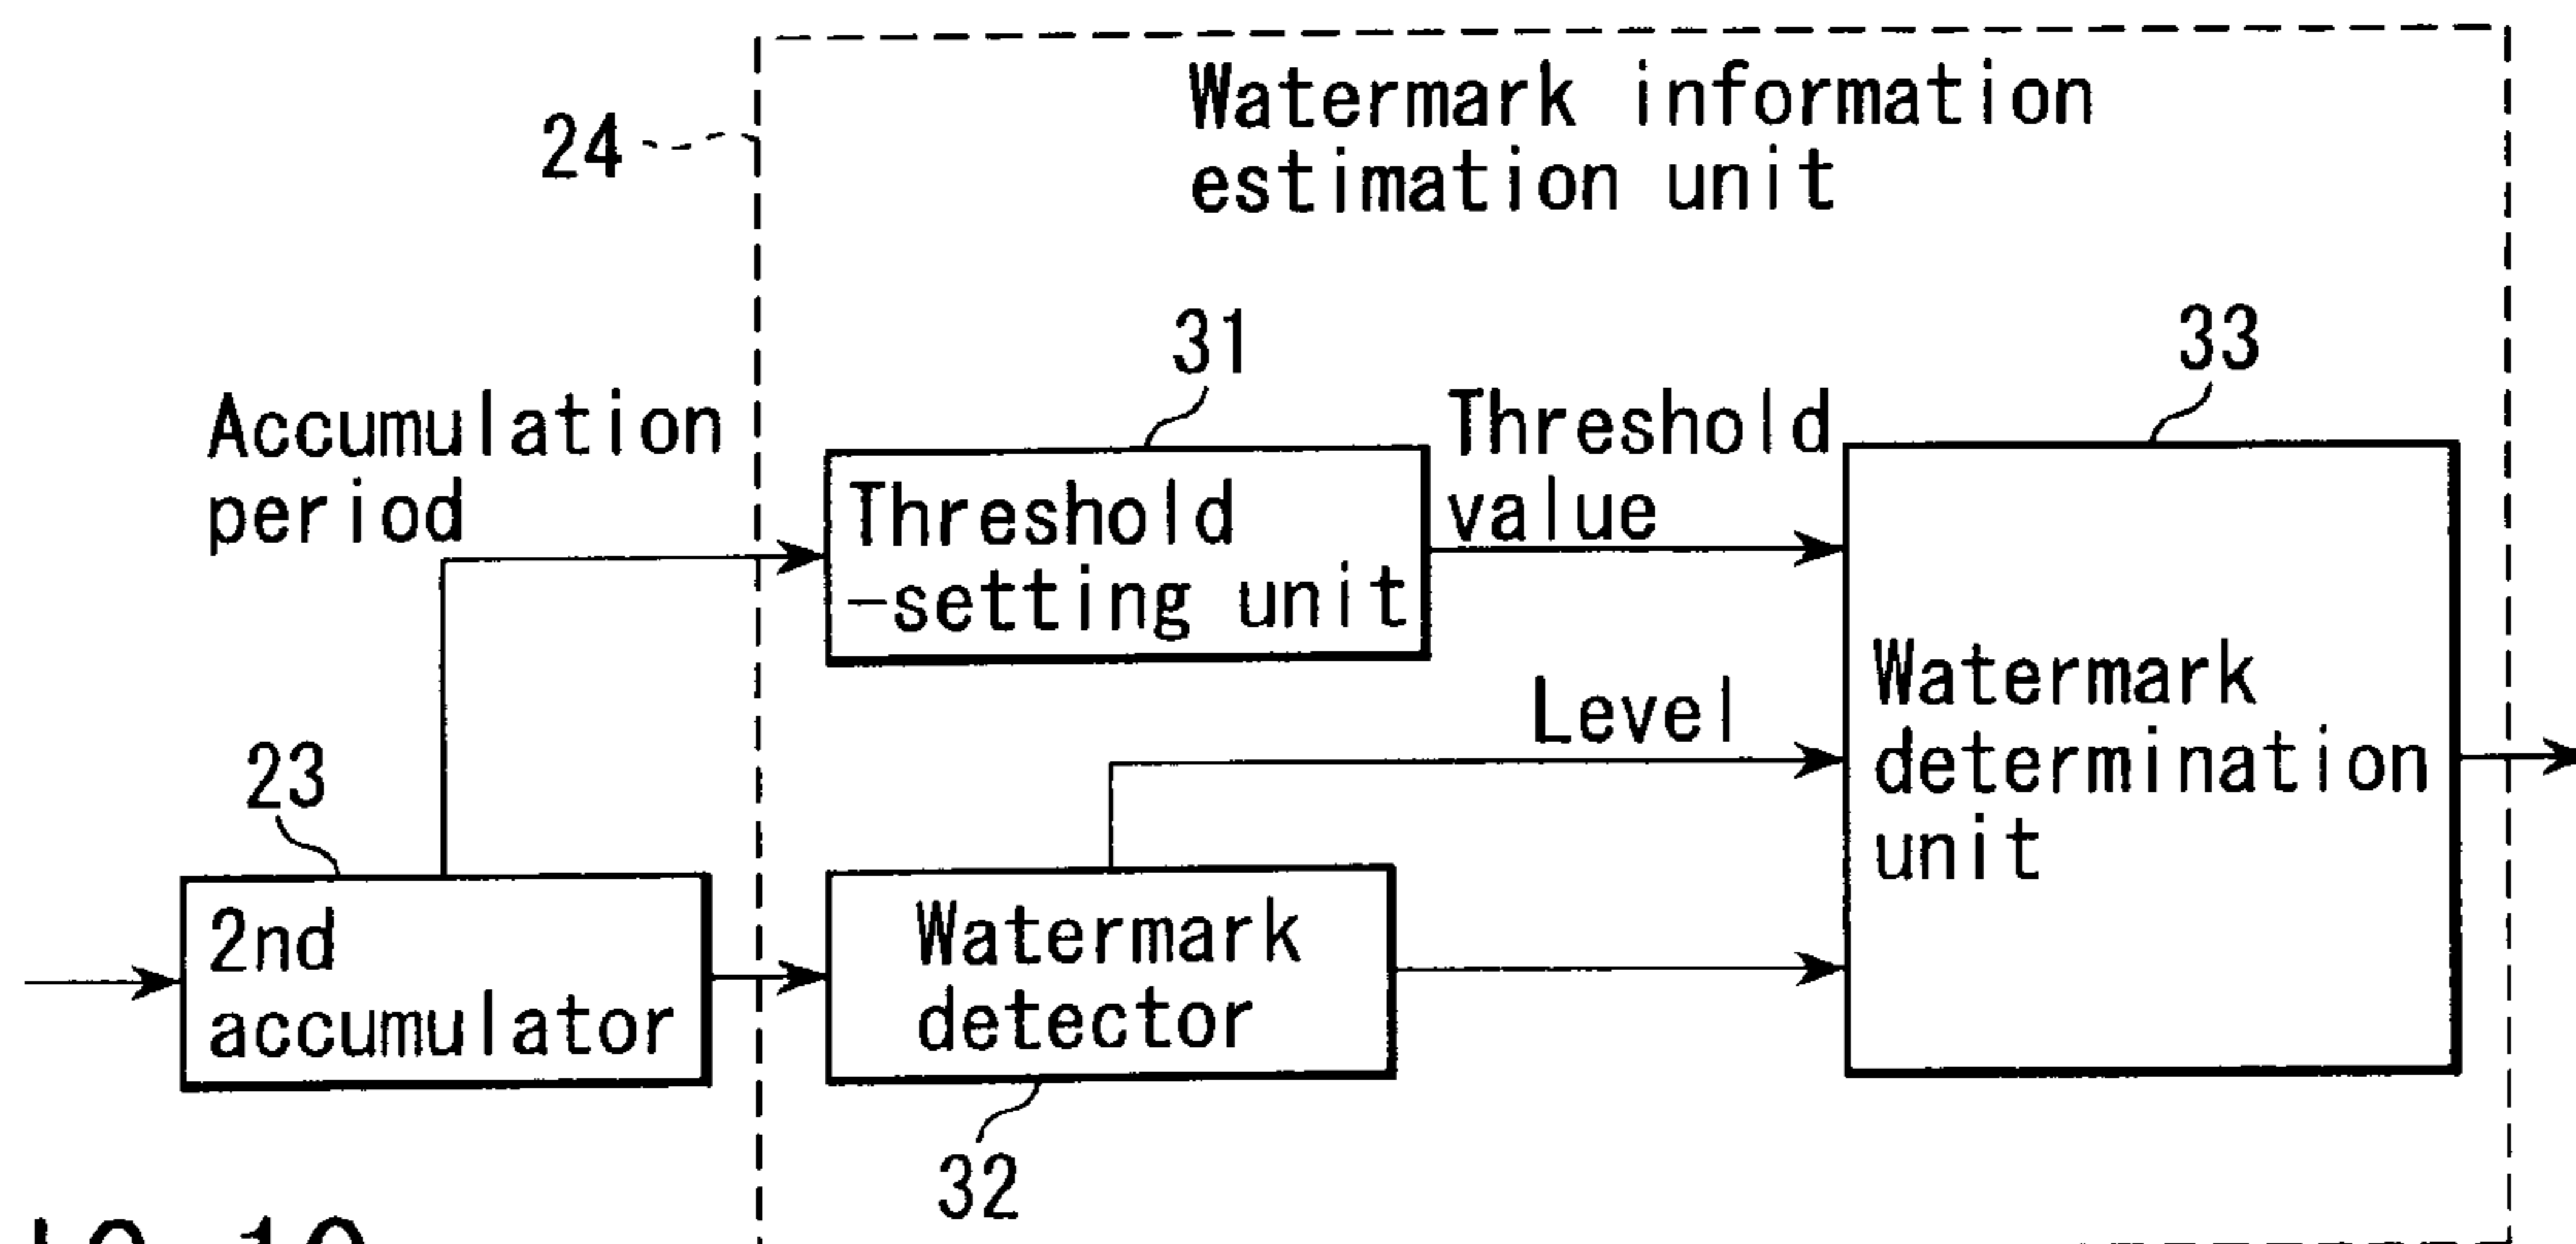 Watermark information
estimation unit
24
31
33
Accumulation
period
Threshold
value
Threshold
-setting unit
Level
Watermark
determination
unit
23
2nd
accumulator
Watermark
detector
32